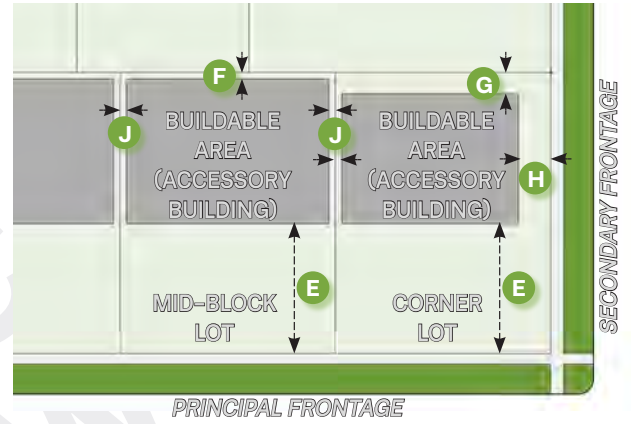 F
G
J
BUILDABLE
AREA
(ACCESSORY
BUILDING)
J
BUILDABLE
AREA
(ACCESSORY
BUILDING)
H
E
E
MID–BLOCK
LOT
CORNER
LOT
SECONDARY FRONTAGE
PRINCIPAL FRONTAGE